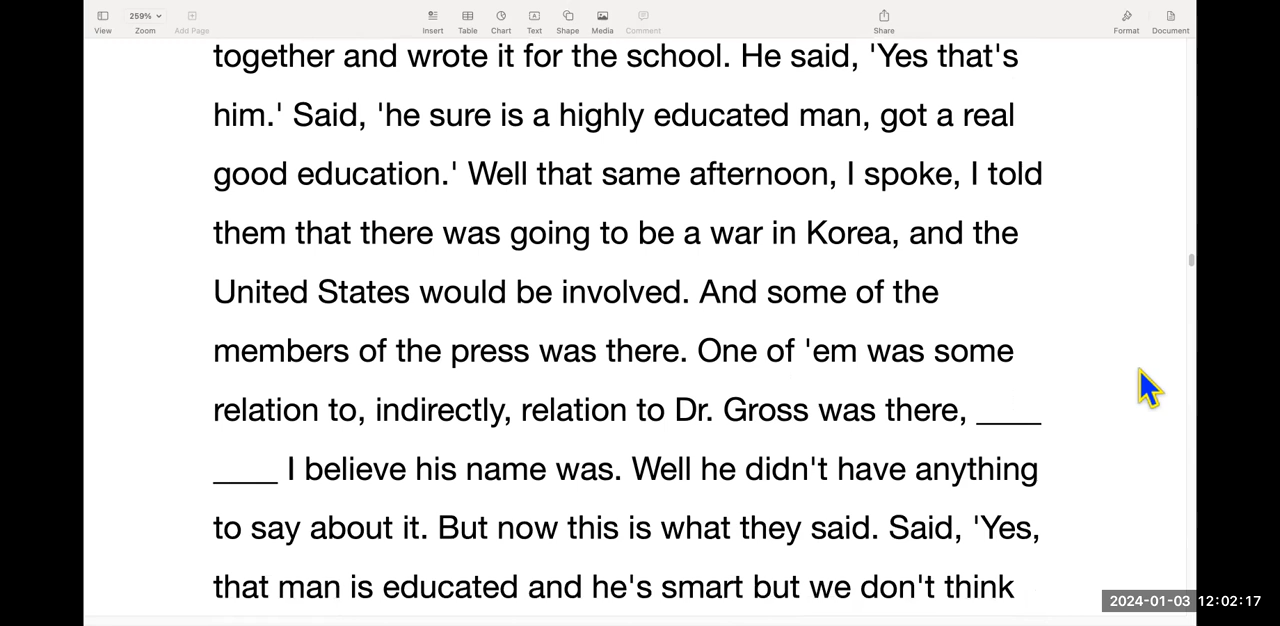 259%
View
Zoom
Add Page
Insert
Table
Chart
Text
Shape
Media
Comment
Share
Format
Document
together and wrote it for the school. He said, 'Yes that's
him.' Said, 'he sure is a highly educated man, got a real
good education.' Well that same afternoon, I spoke, I told
them that there was going to be a war in Korea, and the
United States would be involved. And some of the
members of the press was there. One of 'em was some
relation to, indirectly, relation to Dr. Gross was there, ____
____ I believe his name was. Well he didn't have anything
to say about it. But now this is what they said. Said, 'Yes,
that man is educated and he's smart but we don't think
2024-01-03 12:02:17